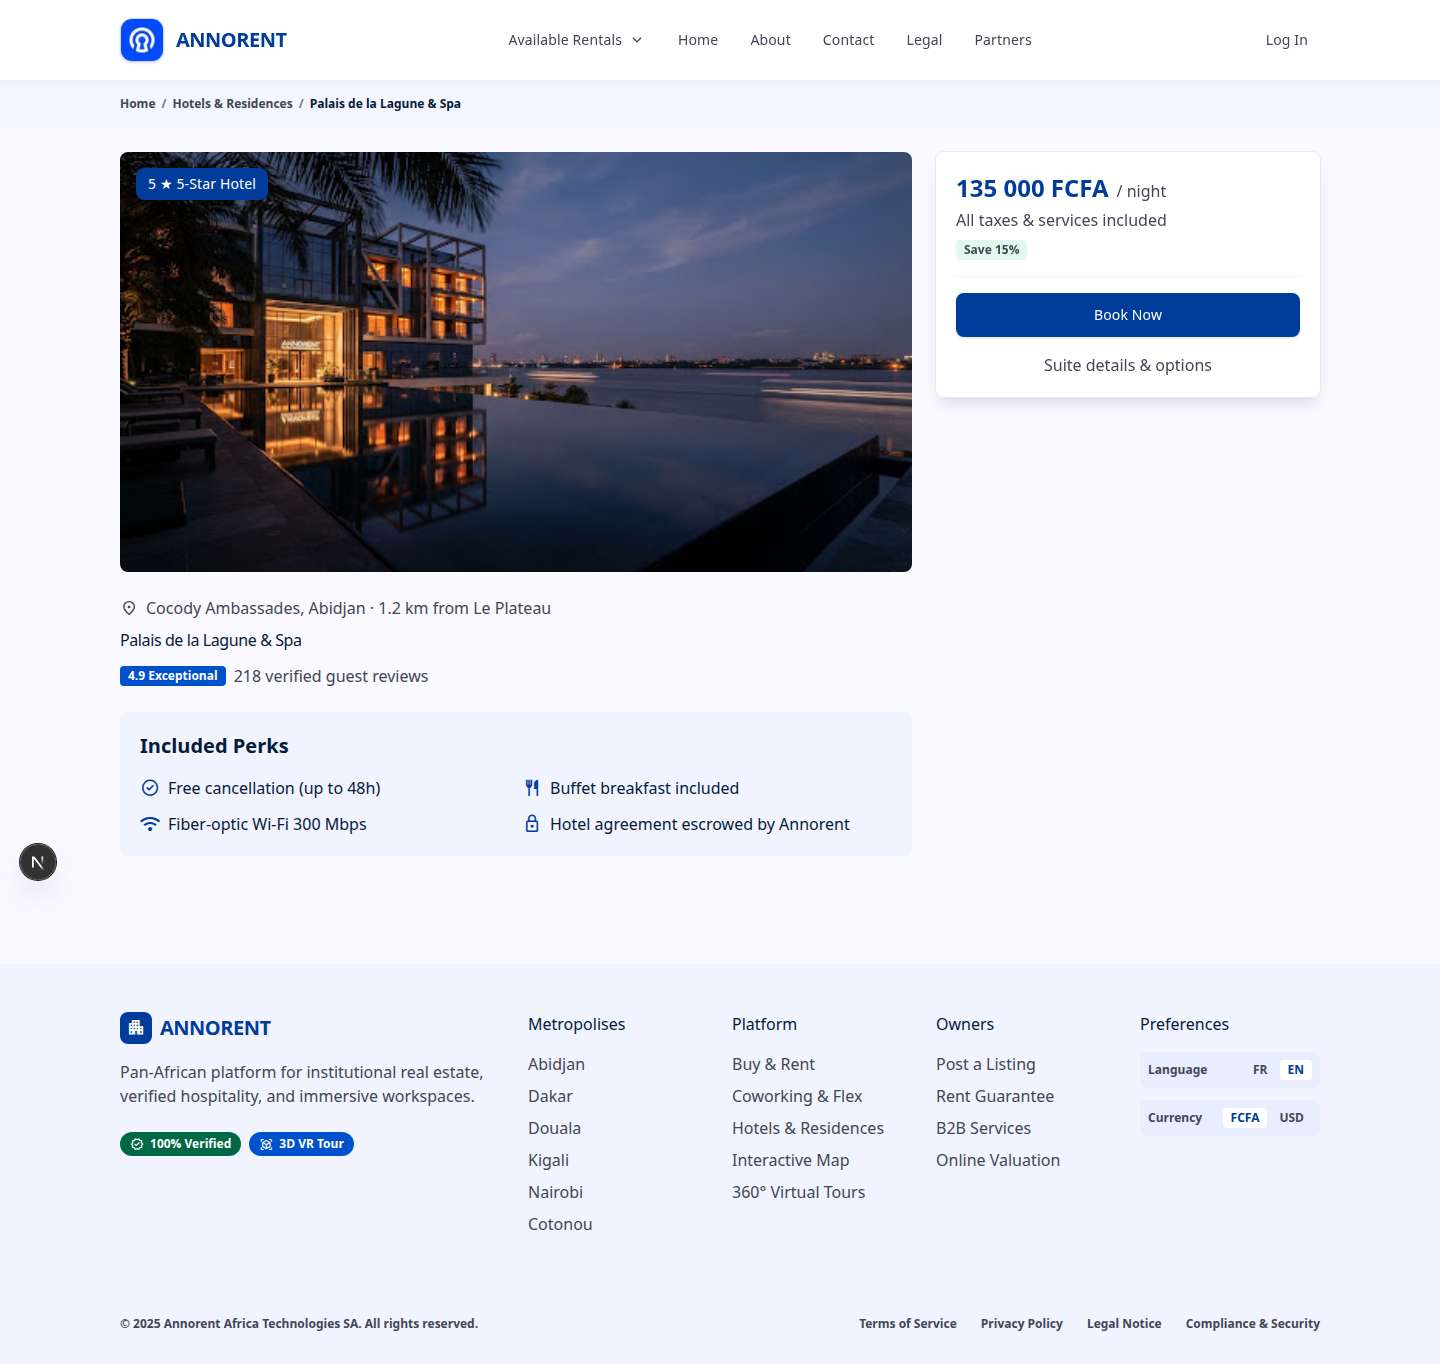 ANNORENT
Available Rentals
Home
About
Contact
Legal
Partners
Log In
Home / Hotels & Residences / Palais de la Lagune & Spa
5 ★ 5-Star Hotel
ANNORENT
135 000 FCFA / night
All taxes & services included
Save 15%
Book Now
Suite details & options
Cocody Ambassades, Abidjan · 1.2 km from Le Plateau
Palais de la Lagune & Spa
4.9 Exceptional 218 verified guest reviews
Included Perks
Free cancellation (up to 48h)
Buffet breakfast included
Fiber-optic Wi-Fi 300 Mbps
Hotel agreement escrowed by Annorent
N
ANNORENT
Pan-African platform for institutional real estate,
verified hospitality, and immersive workspaces.
100% Verified
3D VR Tour
Metropolises
Abidjan
Dakar
Douala
Kigali
Nairobi
Cotonou
Platform
Buy & Rent
Coworking & Flex
Hotels & Residences
Interactive Map
360° Virtual Tours
Owners
Post a Listing
Rent Guarantee
B2B Services
Online Valuation
Preferences
Language FR EN
Currency FCFA USD
© 2025 Annorent Africa Technologies SA. All rights reserved.
Terms of Service
Privacy Policy
Legal Notice
Compliance & Security